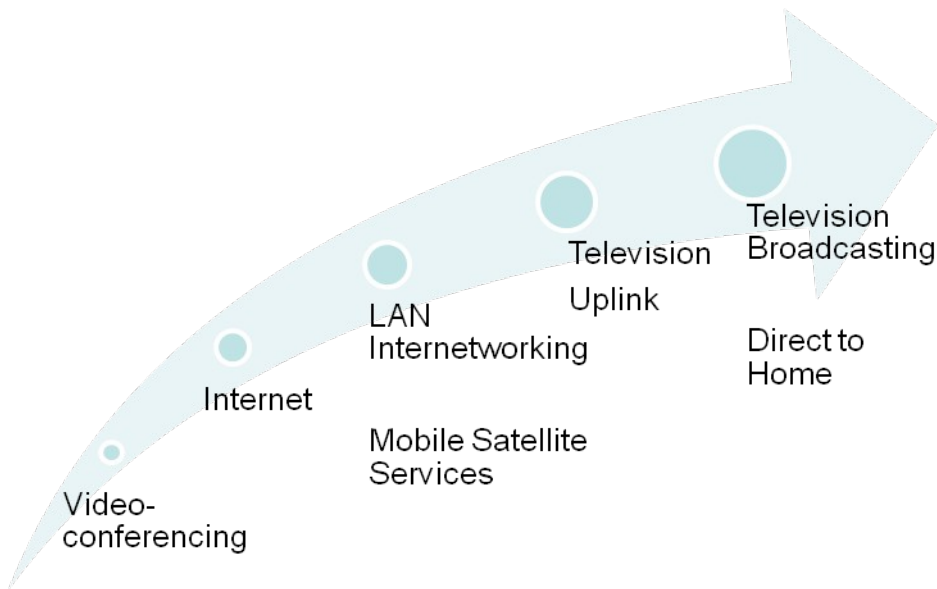 Video-
conferencing
Internet
LAN
Internetworking
Mobile Satellite
Services
Television
Uplink
Television
Broadcasting
Direct to
Home